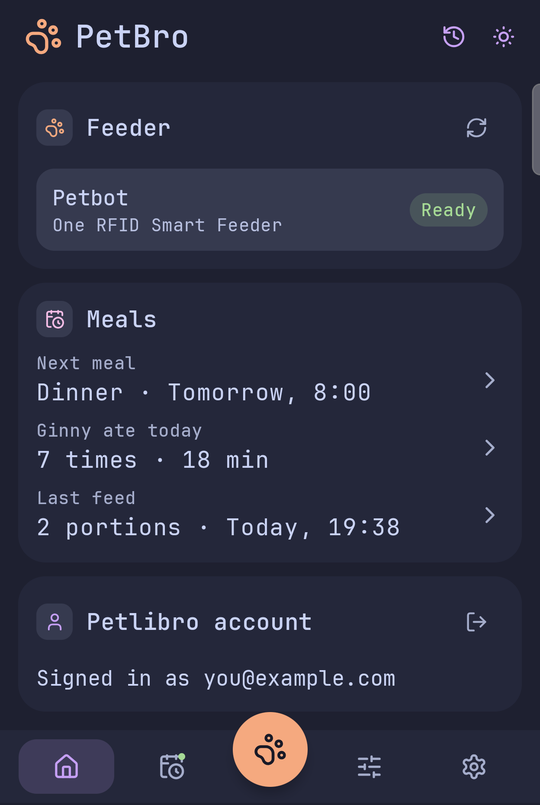 PetBro
Feeder
Petbot
One RFID Smart Feeder
Ready
Meals
Next meal
Dinner · Tomorrow, 8:00
Ginny ate today
7 times · 18 min
Last feed
2 portions · Today, 19:38
Petlibro account
Signed in as you@example.com